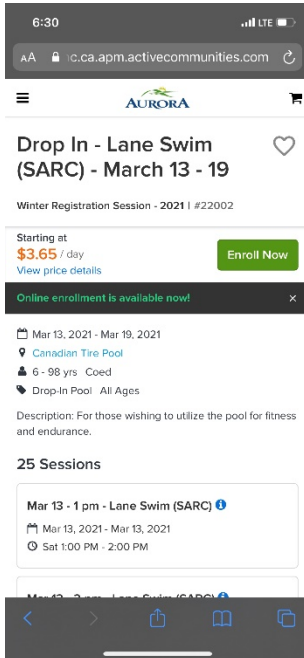 6:30
LTE
AA
c.ca.apm.activecommunities.com
AURORA
Drop In - Lane Swim
(SARC) - March 13 - 19
Winter Registration Session - 2021 | #22002
Starting at
$3.65 / day
View price details
Enroll Now
Online enrollment is available now!
×
Mar 13, 2021 - Mar 19, 2021
Canadian Tire Pool
6 - 98 yrs Coed
Drop-In Pool All Ages
Description: For those wishing to utilize the pool for fitness
and endurance.
25 Sessions
Mar 13 - 1 pm - Lane Swim (SARC)
Mar 13, 2021 - Mar 13, 2021
Sat 1:00 PM - 2:00 PM